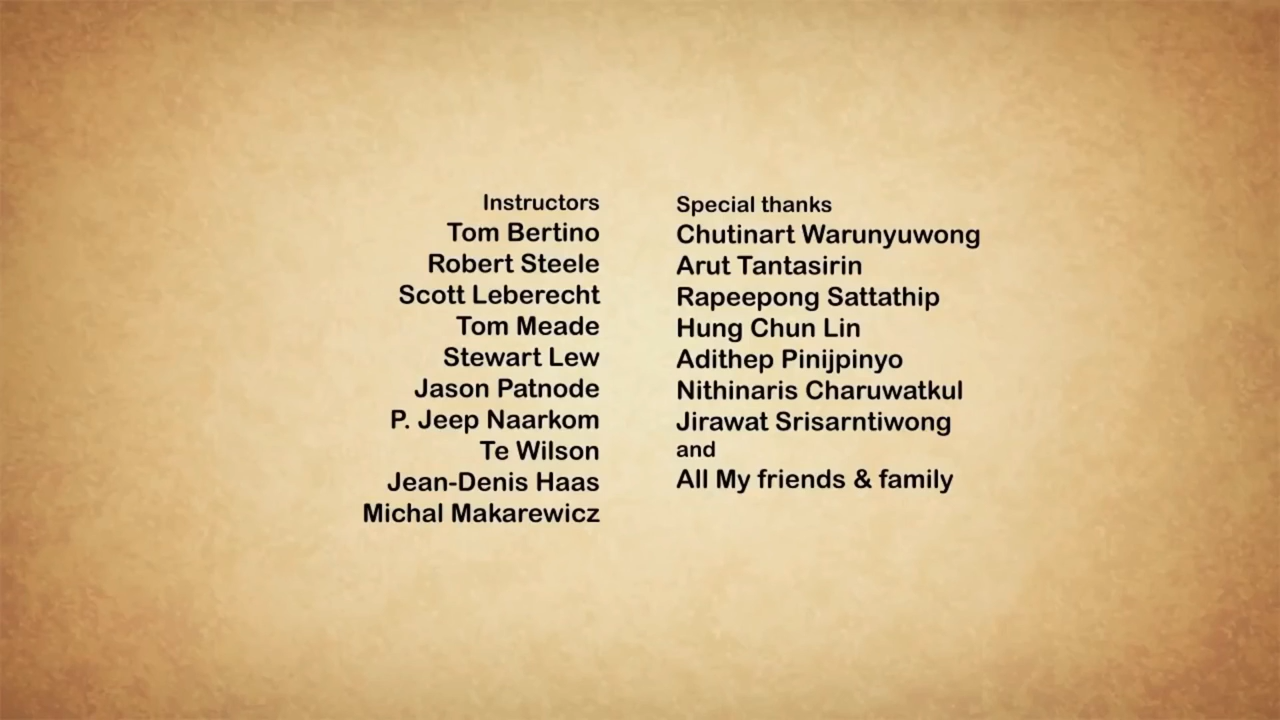 Instructors
Tom Bertino
Robert Steele
Scott Leberecht
Tom Meade
Stewart Lew
Jason Patnode
P. Jeep Naarkom
Te Wilson
Jean-Denis Haas
Michal Makarewicz
Special thanks
Chutinart Warunyuwong
Arut Tantasirin
Rapeepong Sattathip
Hung Chun Lin
Adithep Pinijpinyo
Nithinaris Charuwatkul
Jirawat Srisarntiwong
and
All My friends & family